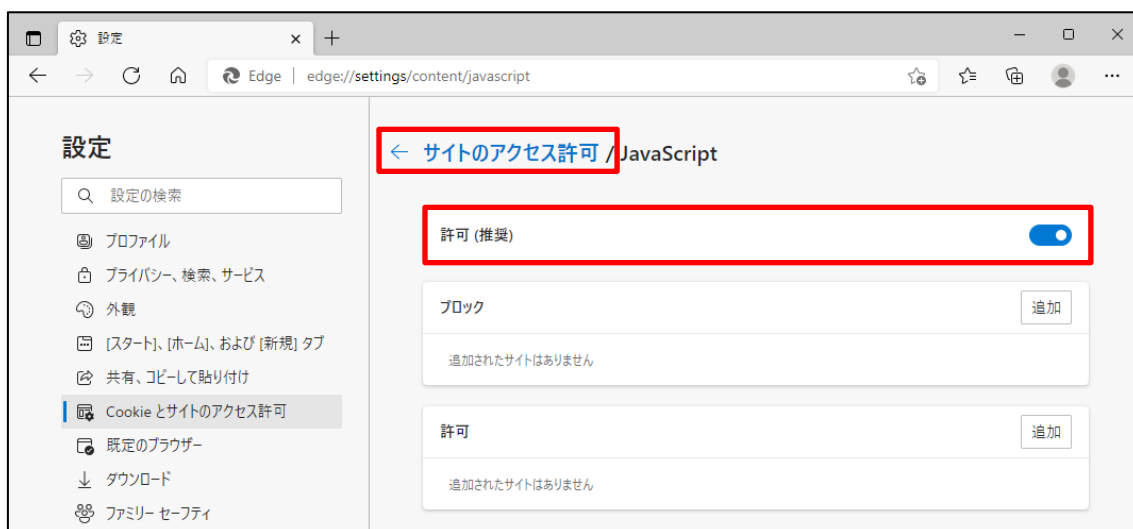 設定
Edge | edge://settings/content/javascript
設定
設定の検索
プロファイル
プライバシー、検索、サービス
外観
[スタート]、[ホーム]、および [新規] タブ
共有、コピーして貼り付け
Cookie とサイトのアクセス許可
既定のブラウザー
ダウンロード
ファミリー セーフティ
サイトのアクセス許可 / JavaScript
許可 (推奨)
ブロック
追加
追加されたサイトはありません
許可
追加
追加されたサイトはありません